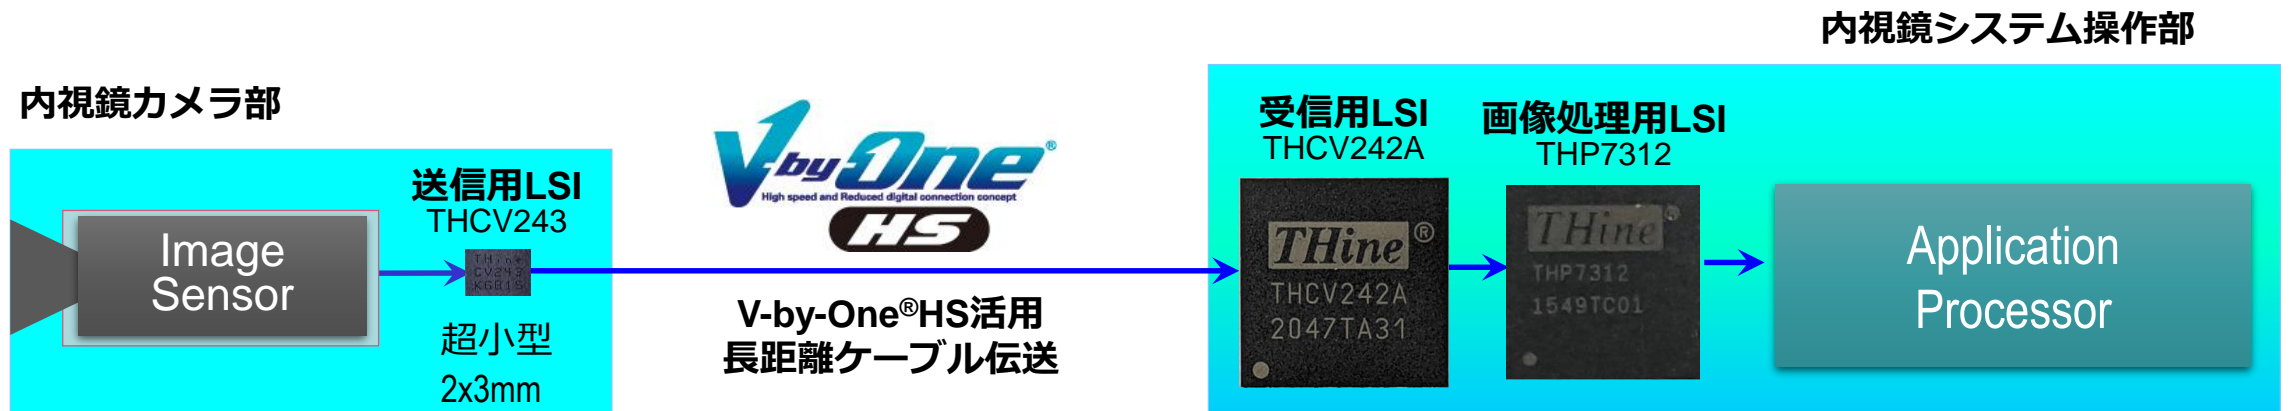 内視鏡システム操作部
内視鏡カメラ部
送信用LSI
THCV243
Image
Sensor
THine
CV243
KGB1S
超小型
2x3mm
V-by-One®
High speed and Reduced digital connection concept
HS
V-by-One®HS活用
長距離ケーブル伝送
受信用LSI
THCV242A
THine®
THCV242A
2047TA31
画像処理用LSI
THP7312
THine®
THP7312
1549TC01
Application
Processor